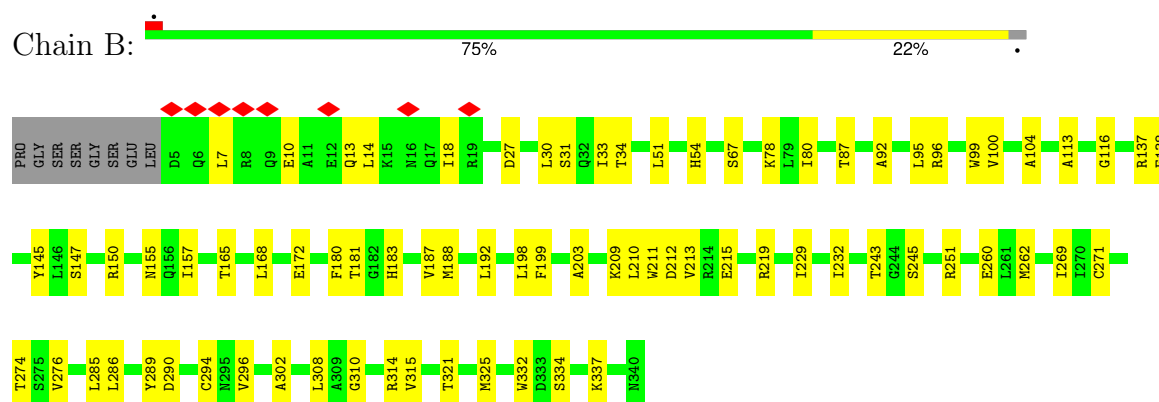 Chain B:
75%
22%
PRO GLY SER SER GLY SER GLU LEU D5 Q6 L7 R8 Q9 E10 A11 E12 Q13 L14 K15 N16 Q17 I18 R19 D27 L30 S31 Q32 I33 T34 L51 H54 S67 K78 L79 I80 T87 A92 L95 R96 W99 V100 A104 A113 G116 R137
Y145 L146 S147 R150 N155 Q156 I157 T165 L168 E172 F180 T181 G182 H183 V187 M188 L192 L198 F199 A203 K209 L210 W211 D212 V213 R214 E215 R219 I229 I232 T243 G244 S245 R251 E260 L261 M262 I269 I270 C271
T274 S275 V276 L285 L286 Y289 D290 C294 N295 V296 A302 L308 A309 G310 R314 V315 T321 M325 W332 D333 S334 K337 N340